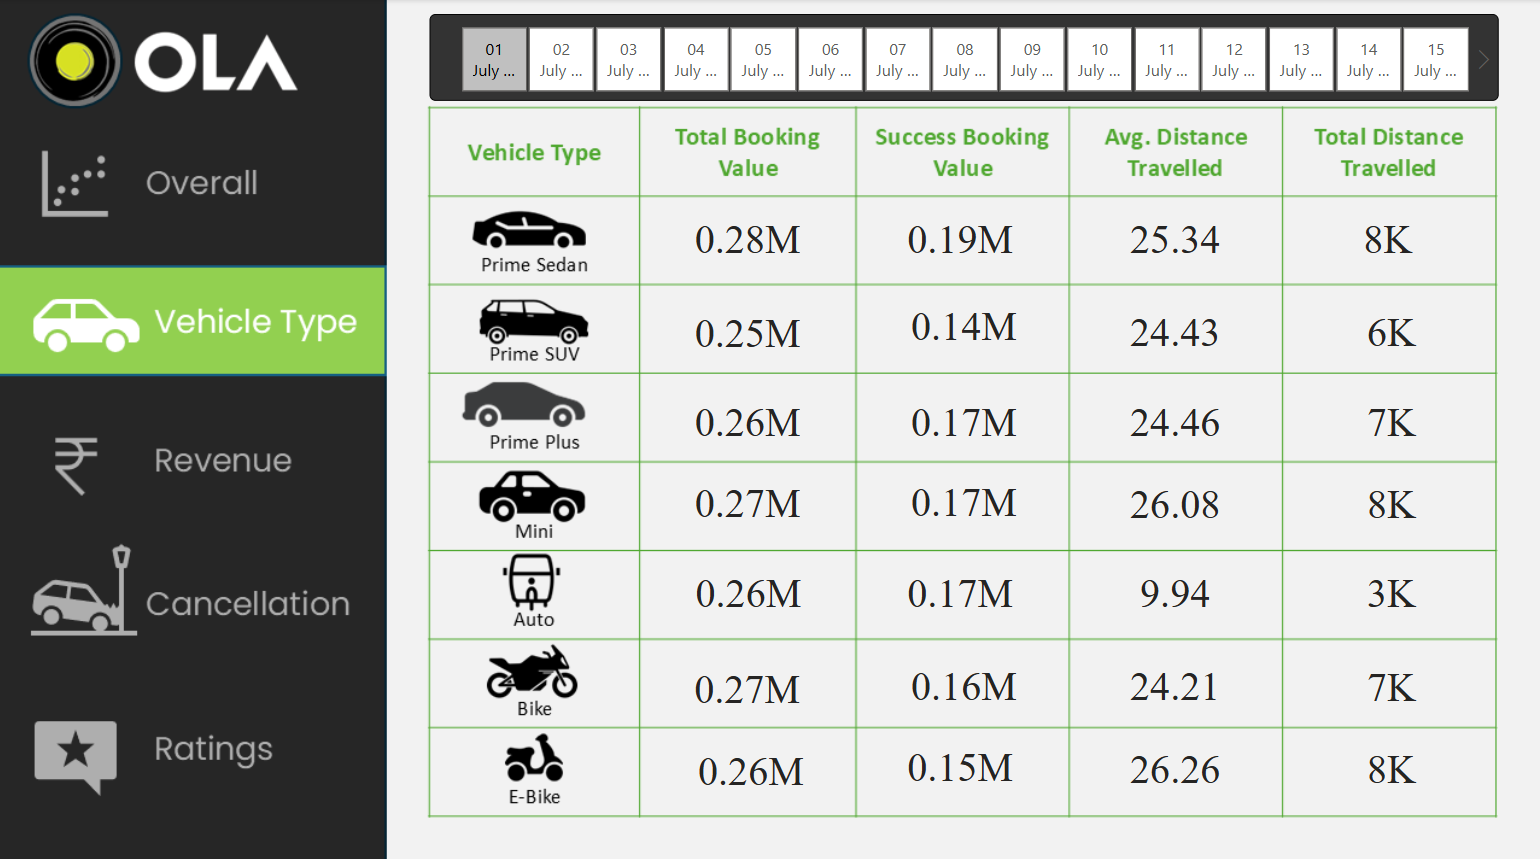 OLA
Overall
Vehicle Type
Revenue
Cancellation
Ratings
01 02 03 04 05 06 07 08 09 10 11 12 13 14 15
July ... July ... July ... July ... July ... July ... July ... July ... July ... July ... July ... July ... July ... July ... July ...
Vehicle Type Total Booking Value Success Booking Value Avg. Distance Travelled Total Distance Travelled
Prime Sedan 0.28M 0.19M 25.34 8K
Prime SUV 0.25M 0.14M 24.43 6K
Prime Plus 0.26M 0.17M 24.46 7K
Mini 0.27M 0.17M 26.08 8K
Auto 0.26M 0.17M 9.94 3K
Bike 0.27M 0.16M 24.21 7K
E-Bike 0.26M 0.15M 26.26 8K